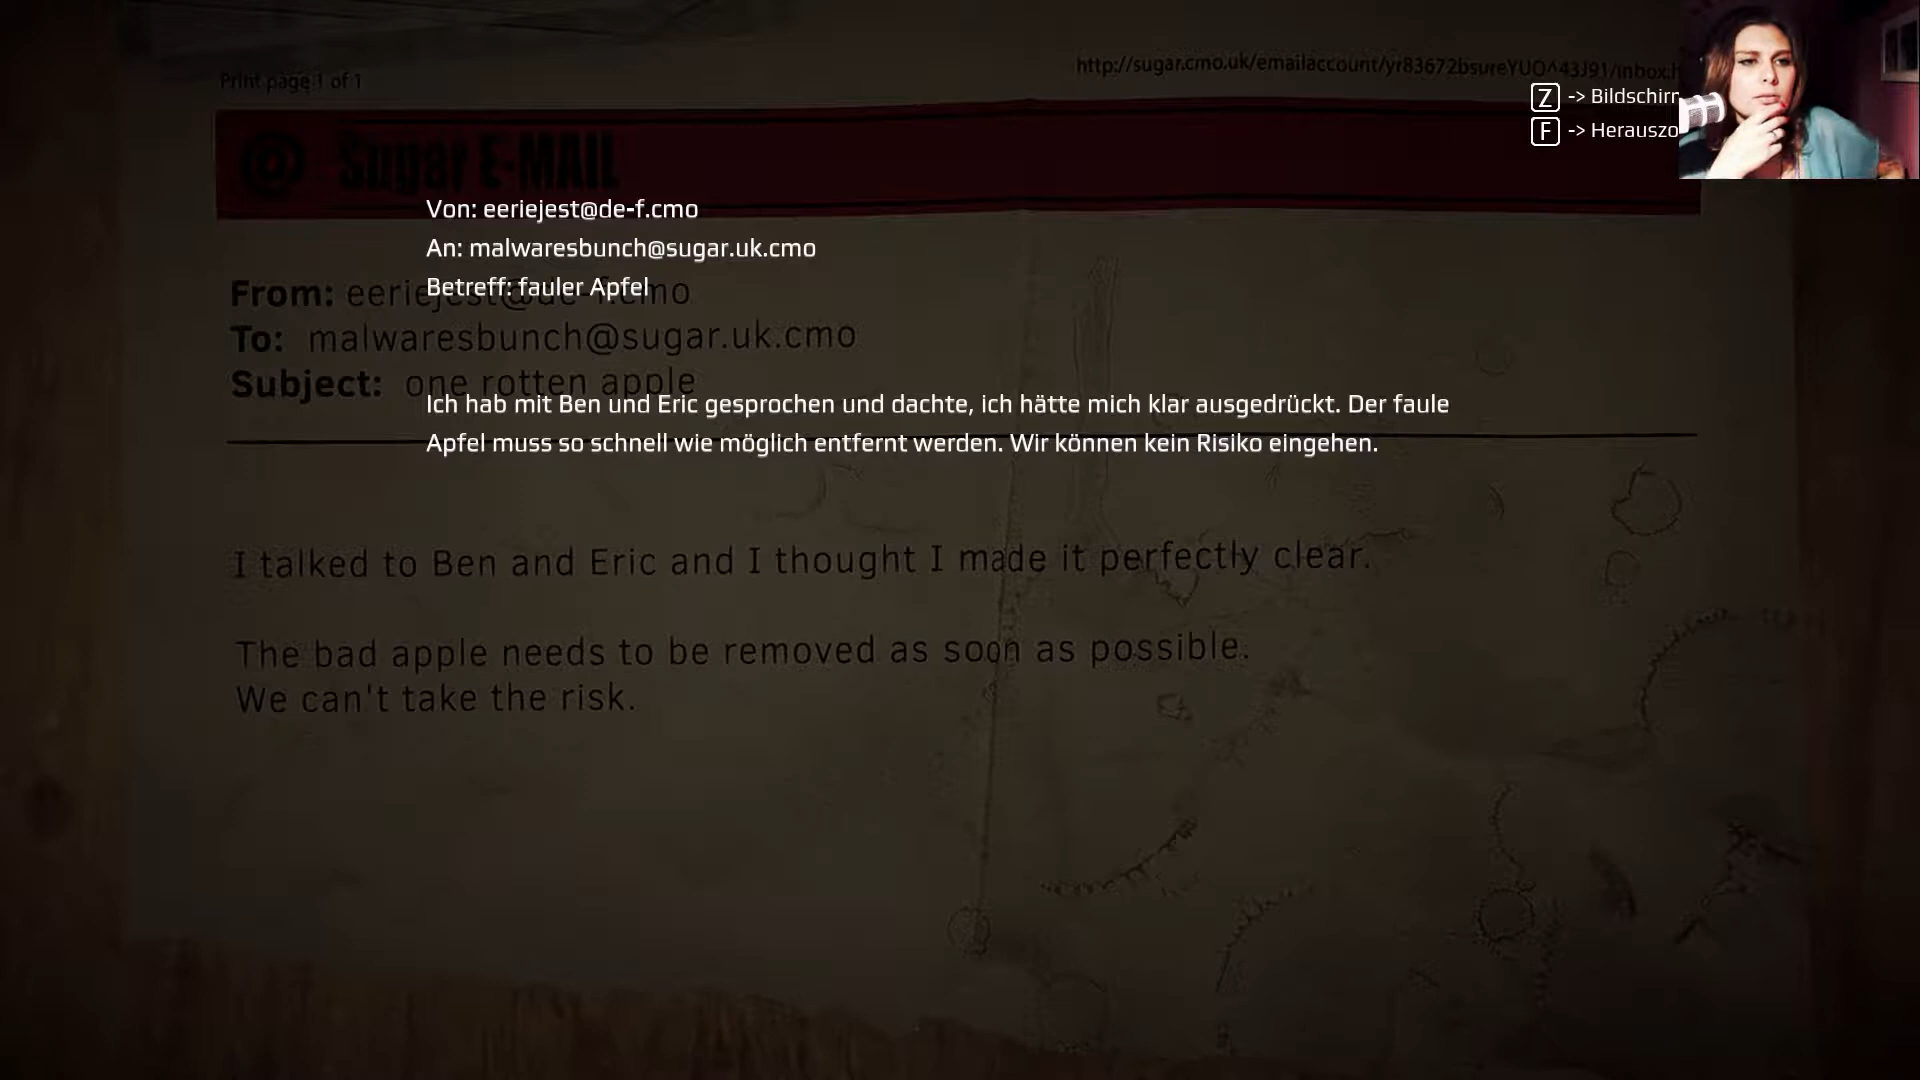 Print page 1 of 1
http://sugar.cmo.uk/emailaccount/yr83672bsureYUO^43J91/inbox.h
Z -> Bildschirm
F -> Herauszo
@ Sugar E-MAIL
Von: eeriejest@de-f.cmo
An: malwaresbunch@sugar.uk.cmo
Betreff: fauler Apfel
From: eeriejest@de-f.cmo
To: malwaresbunch@sugar.uk.cmo
Subject: one rotten apple
Ich hab mit Ben und Eric gesprochen und dachte, ich hätte mich klar ausgedrückt. Der faule
Apfel muss so schnell wie möglich entfernt werden. Wir können kein Risiko eingehen.
I talked to Ben and Eric and I thought I made it perfectly clear.
The bad apple needs to be removed as soon as possible.
We can't take the risk.